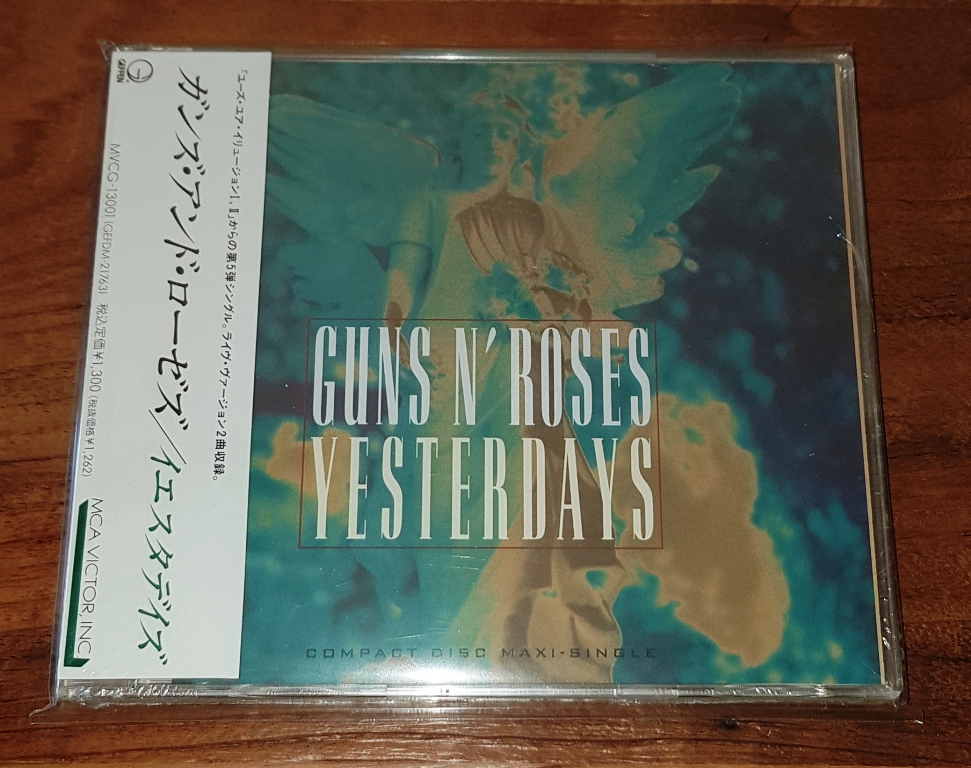 GEFFEN
「ユーズ・ユア・イリュージョンⅠ、Ⅱ」からの第5弾シングル。ライヴ・ヴァージョン2曲収録。
ガンズ・アンド・ローゼズ/イエスタデイズ
MVCG-13001 (GEFDM-21763) 税込定価¥1,300 (税抜価格¥1,262) MCA VICTOR, INC.
GUNS N' ROSES
YESTERDAYS
COMPACT DISC MAXI-SINGLE